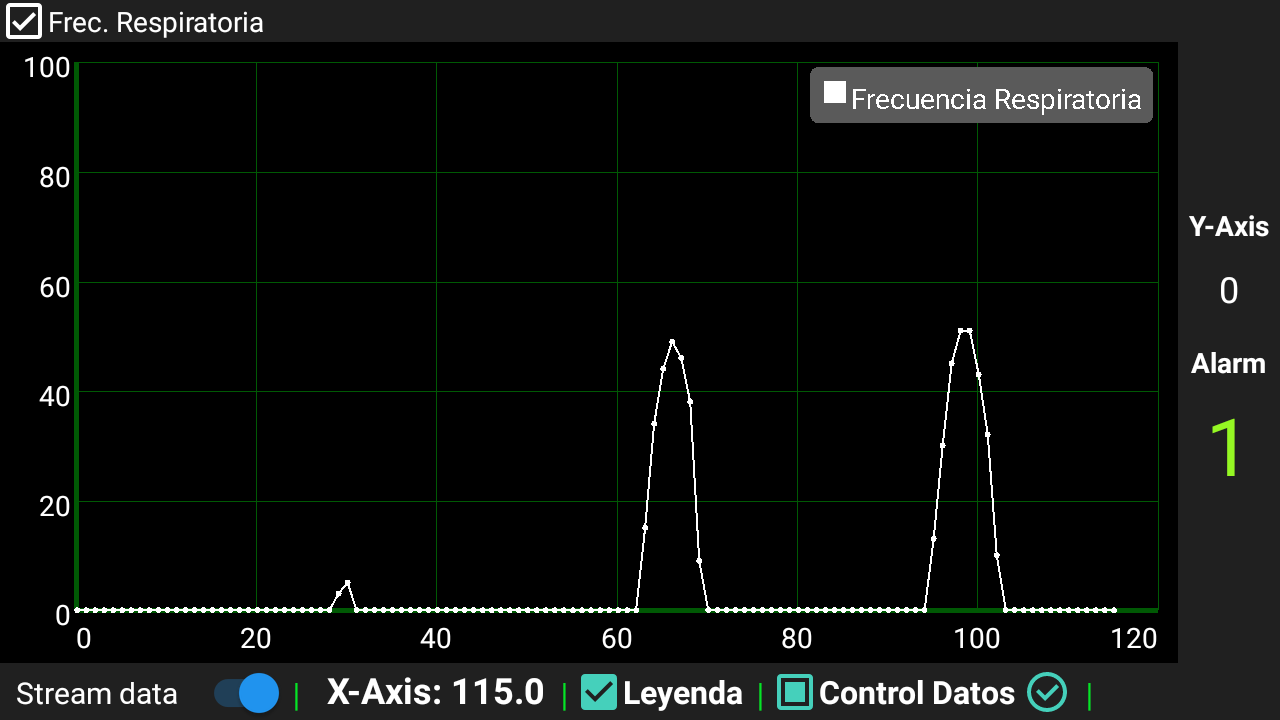 Frec. Respiratoria
Frecuencia Respiratoria
100
80
60
40
20
0
0 20 40 60 80 100 120
Y-Axis
0
Alarm
1
Stream data | X-Axis: 115.0 | Leyenda | Control Datos |